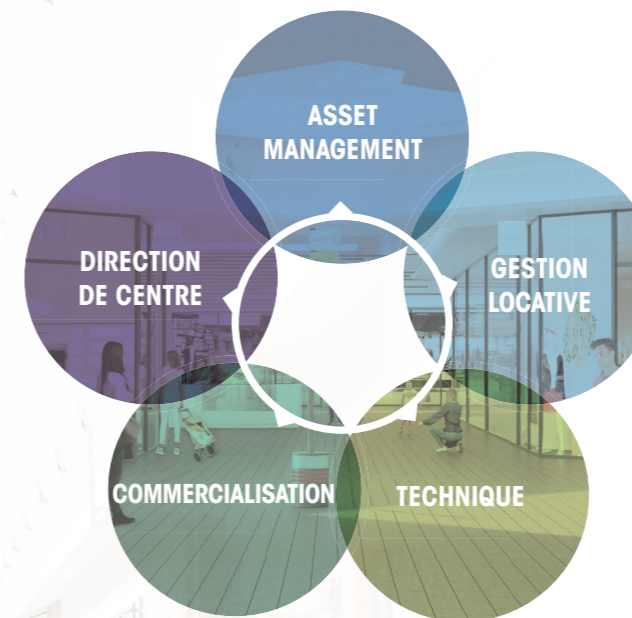 ASSET
MANAGEMENT
DIRECTION
DE CENTRE
GESTION
LOCATIVE
COMMERCIALISATION
TECHNIQUE